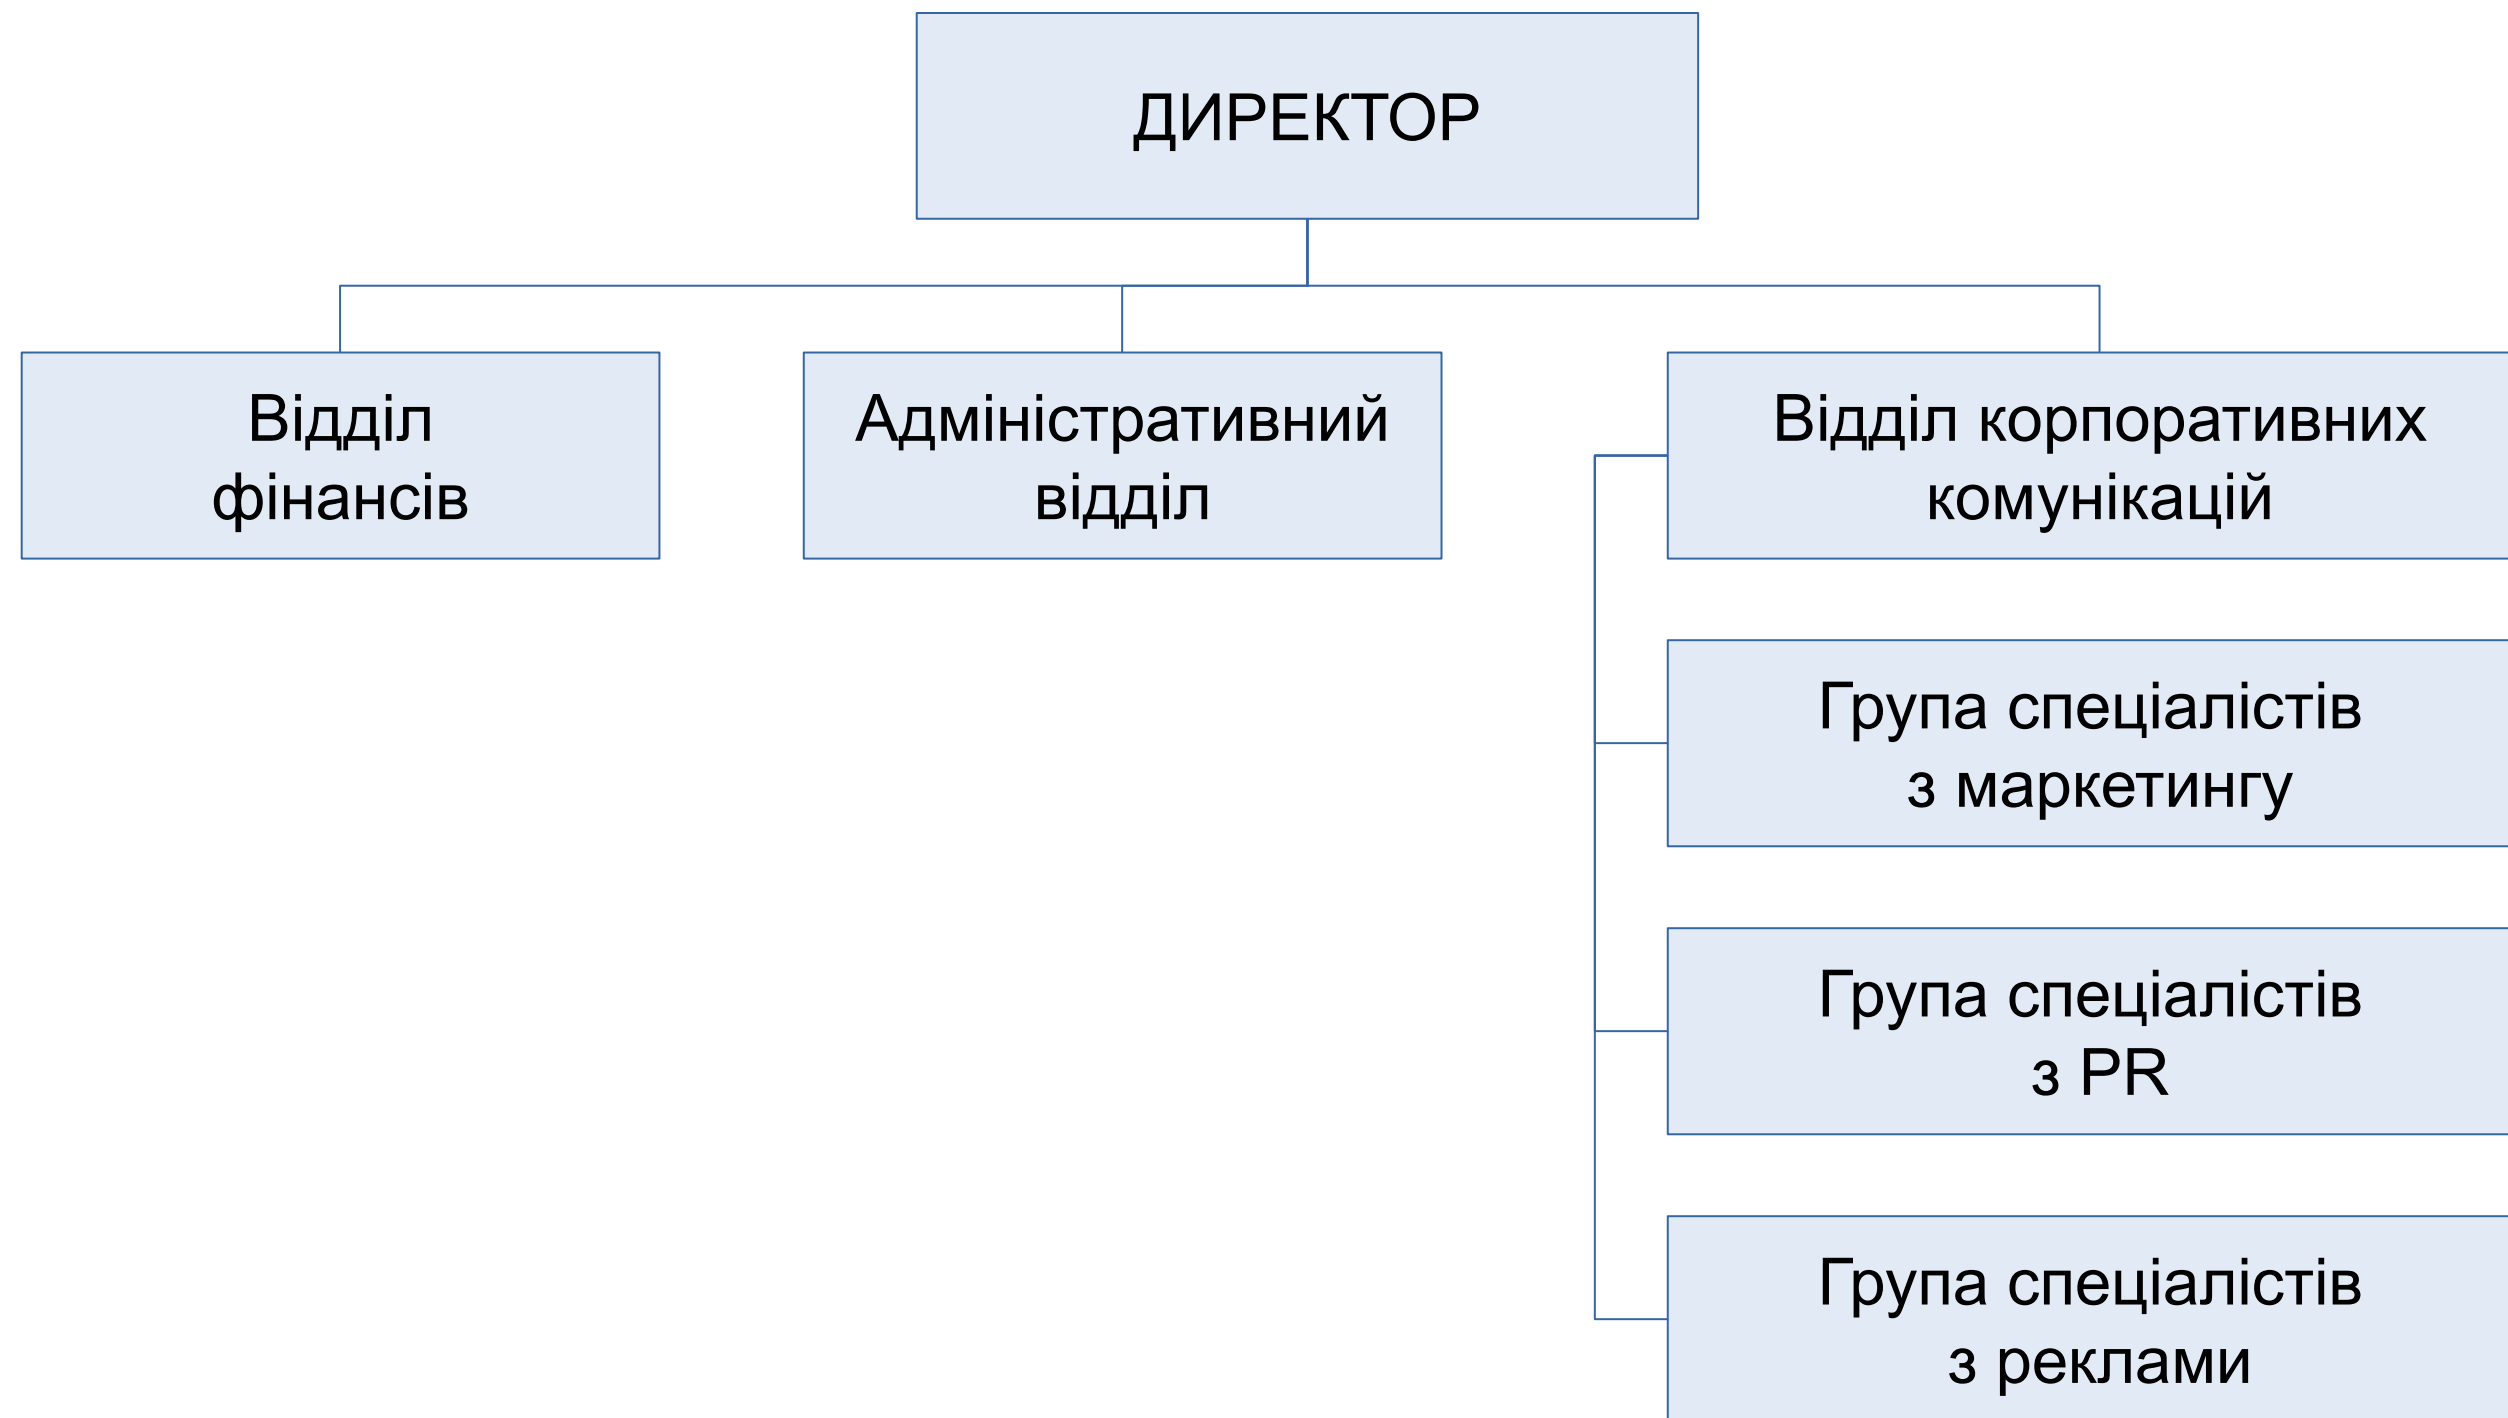 ДИРЕКТОР
Відділ
фінансів
Адміністративний
відділ
Відділ корпоративних
комунікацій
Група спеціалістів
з маркетингу
Група спеціалістів
з PR
Група спеціалістів
з реклами